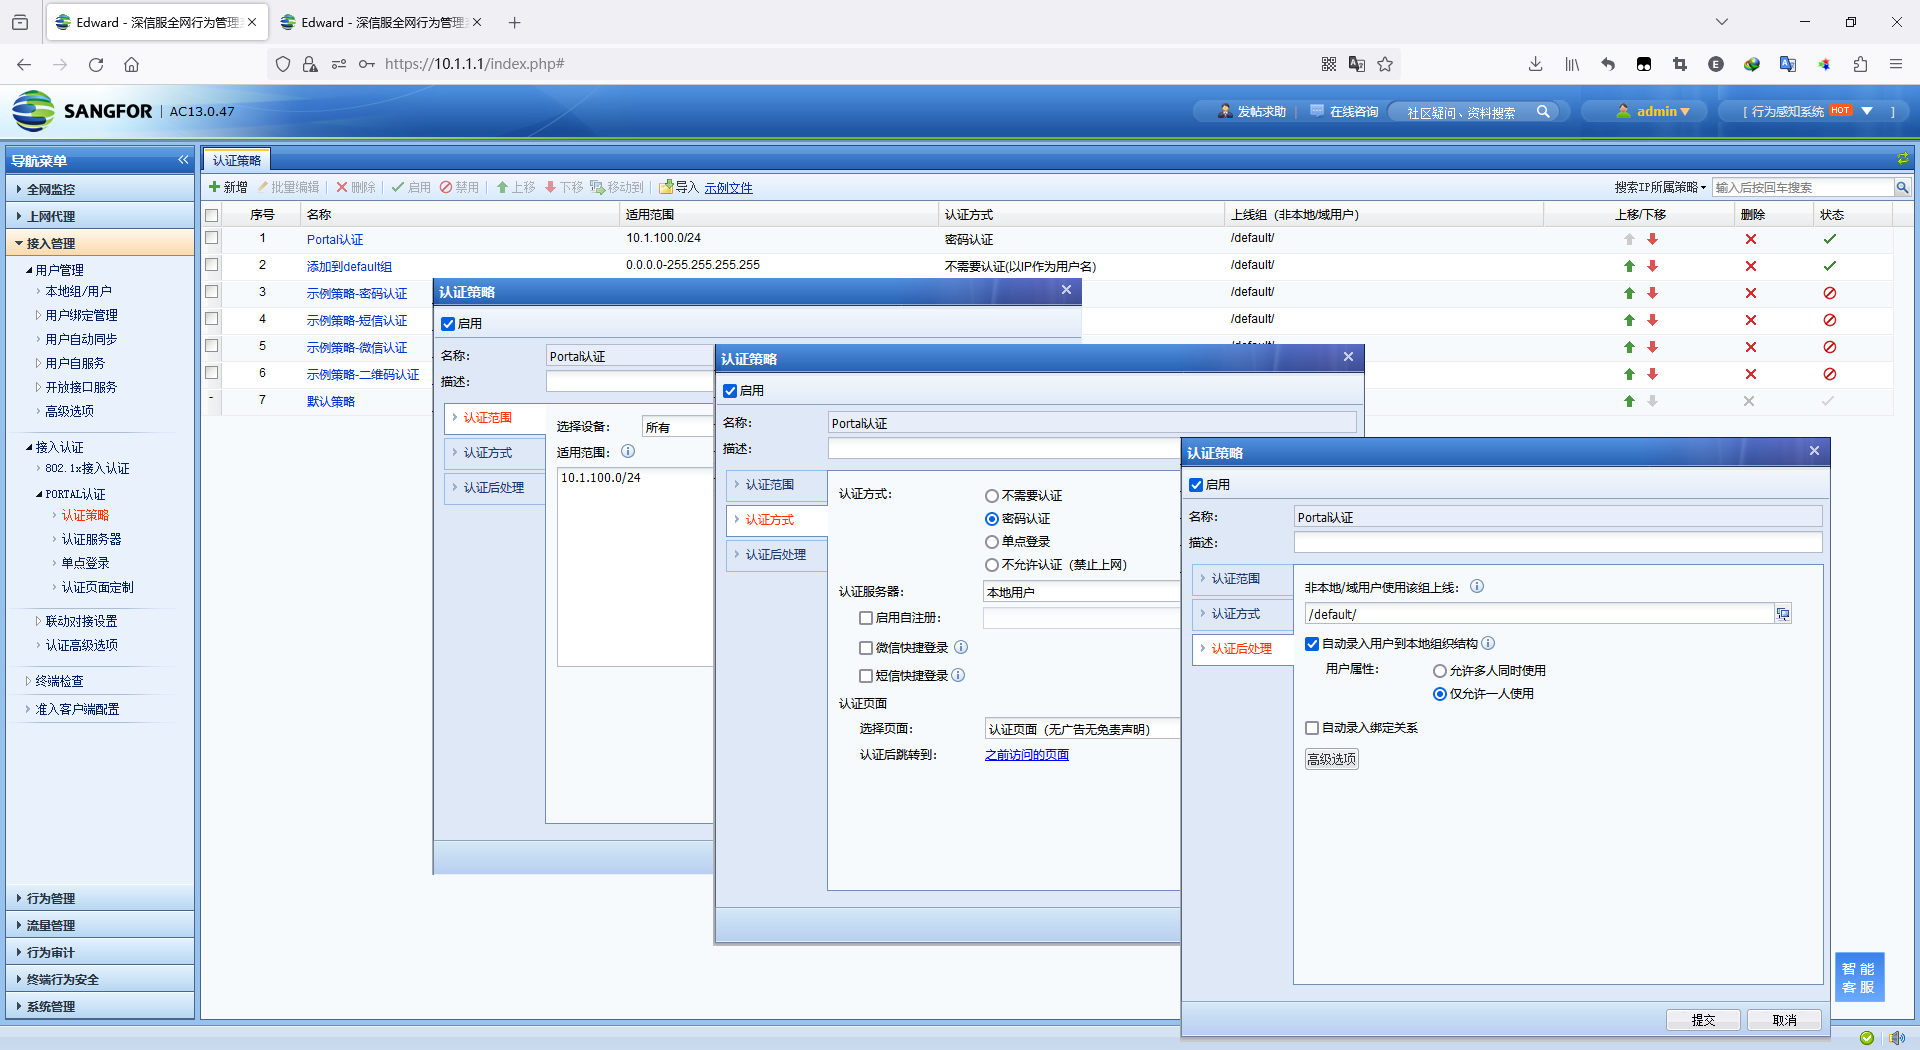 Edward - 深信服全网行为管理
Edward - 深信服全网行为管理
https://10.1.1.1/index.php#
SANGFOR | AC13.0.47
发帖求助
在线咨询
社区疑问、资料搜索
admin
[ 行为感知系统 HOT ]
导航菜单
全网监控
上网代理
接入管理
用户管理
本地组/用户
用户绑定管理
用户自动同步
用户自服务
开放接口服务
高级选项
接入认证
802.1x接入认证
PORTAL认证
认证策略
认证服务器
单点登录
认证页面定制
联动对接设置
认证高级选项
终端检查
准入客户端配置
行为管理
流量管理
行为审计
终端行为安全
系统管理
认证策略
新增 批量编辑 删除 启用 禁用 上移 下移 移动到 导入 示例文件
搜索IP所属策略 输入后按回车搜索
序号 名称 适用范围 认证方式 上线组（非本地/域用户） 上移/下移 删除 状态
1 Portal认证 10.1.100.0/24 密码认证 /default/
2 添加到default组 0.0.0.0-255.255.255.255 不需要认证(以IP作为用户名) /default/
3 示例策略-密码认证 /default/
4 示例策略-短信认证 /default/
5 示例策略-微信认证 /default/
6 示例策略-二维码认证
- 7 默认策略
认证策略
启用
名称: Portal认证
描述:
认证范围
认证方式
认证后处理
选择设备: 所有
适用范围:
10.1.100.0/24
认证策略
启用
名称: Portal认证
描述:
认证范围
认证方式
认证后处理
认证方式:
不需要认证
密码认证
单点登录
不允许认证（禁止上网）
认证服务器: 本地用户
启用自注册:
微信快捷登录
短信快捷登录
认证页面
选择页面: 认证页面（无广告无免责声明）
认证后跳转到: 之前访问的页面
认证策略
启用
名称: Portal认证
描述:
认证范围
认证方式
认证后处理
非本地/域用户使用该组上线:
/default/
自动录入用户到本地组织结构
用户属性:
允许多人同时使用
仅允许一人使用
自动录入绑定关系
高级选项
提交 取消
智能
客服